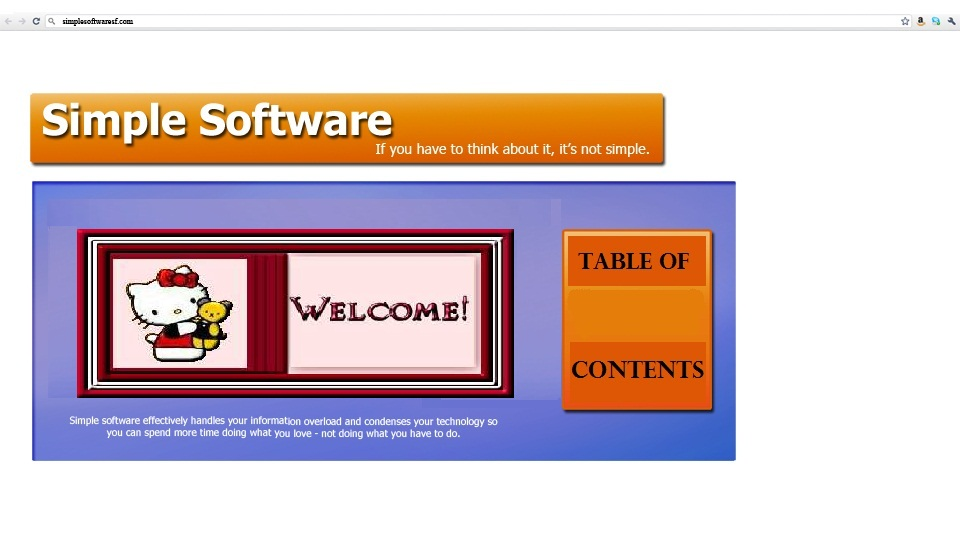 simplesoftwaresf.com
Simple Software
If you have to think about it, it's not simple.
WELCOME!
TABLE OF
CONTENTS
Simple software effectively handles your information overload and condenses your technology so
you can spend more time doing what you love - not doing what you have to do.